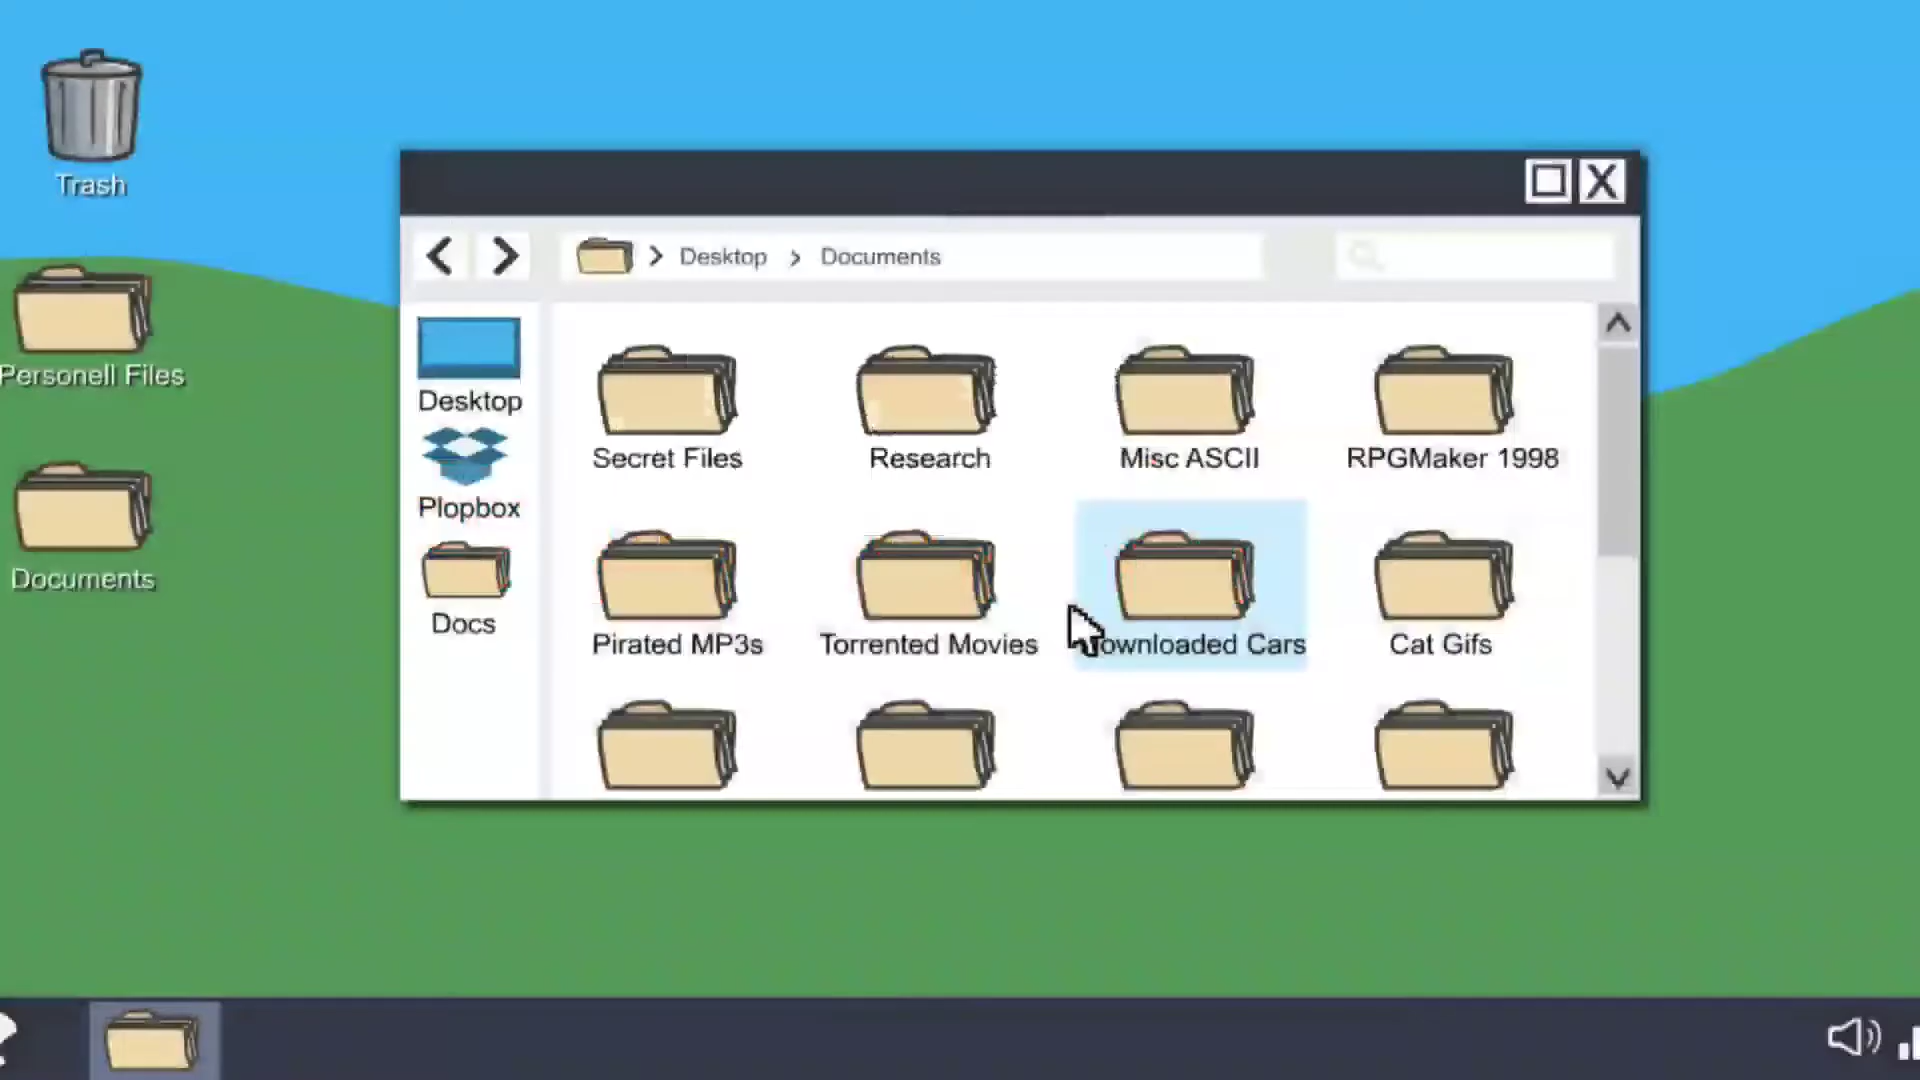 Trash
Personell Files
Documents
Desktop
Documents
Desktop
Plopbox
Docs
Secret Files
Research
Misc ASCII
RPGMaker 1998
Pirated MP3s
Torrented Movies
ownloaded Cars
Cat Gifs